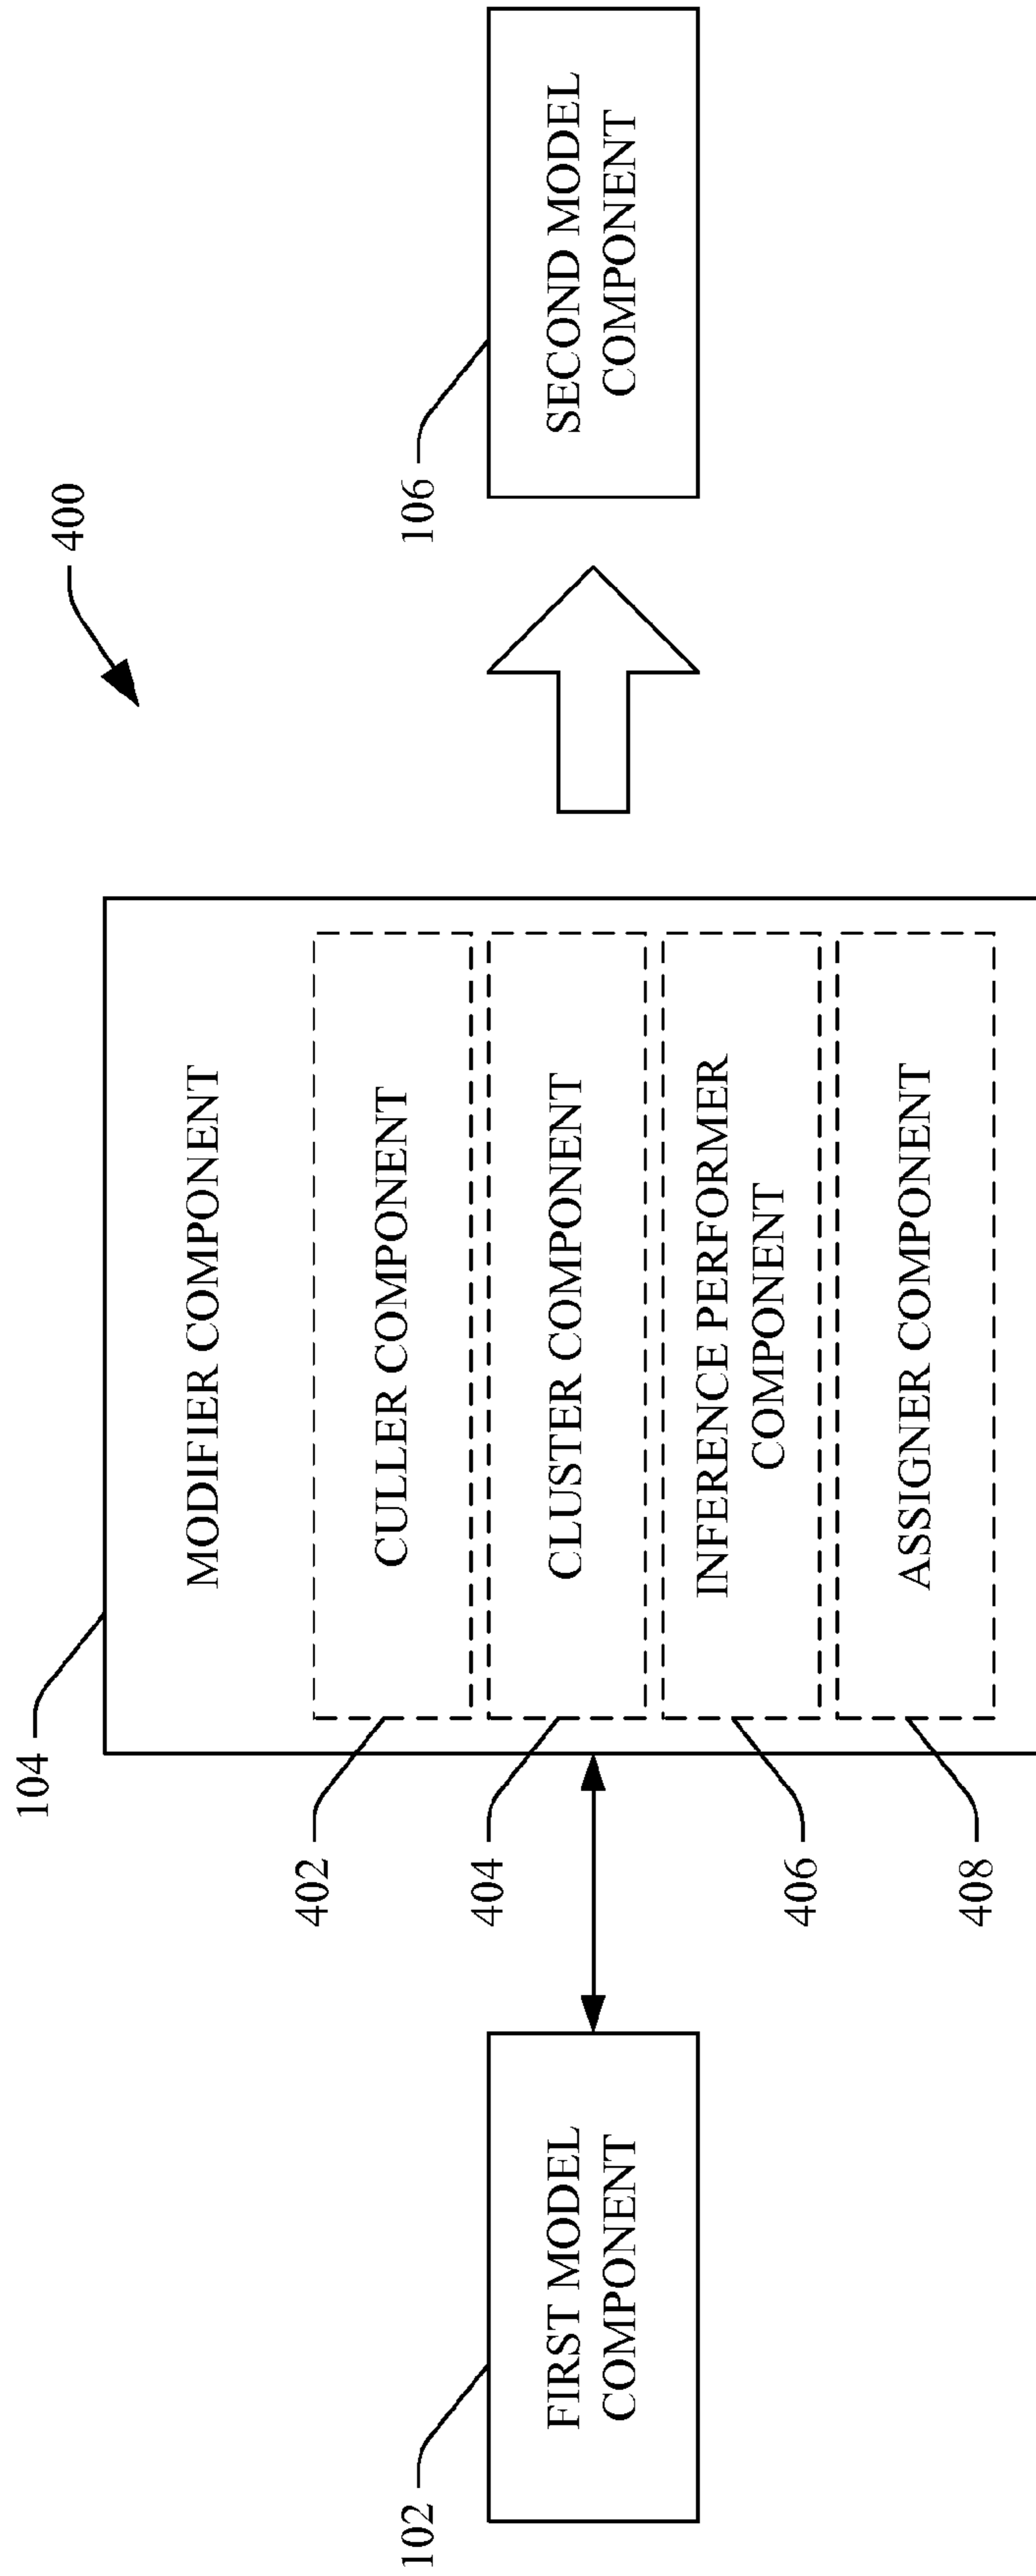 400
104
MODIFIER COMPONENT
402
CULLER COMPONENT
102
FIRST MODEL
COMPONENT
404
CLUSTER COMPONENT
106
SECOND MODEL
COMPONENT
406
INFERENCE PERFORMER
COMPONENT
408
ASSIGNER COMPONENT